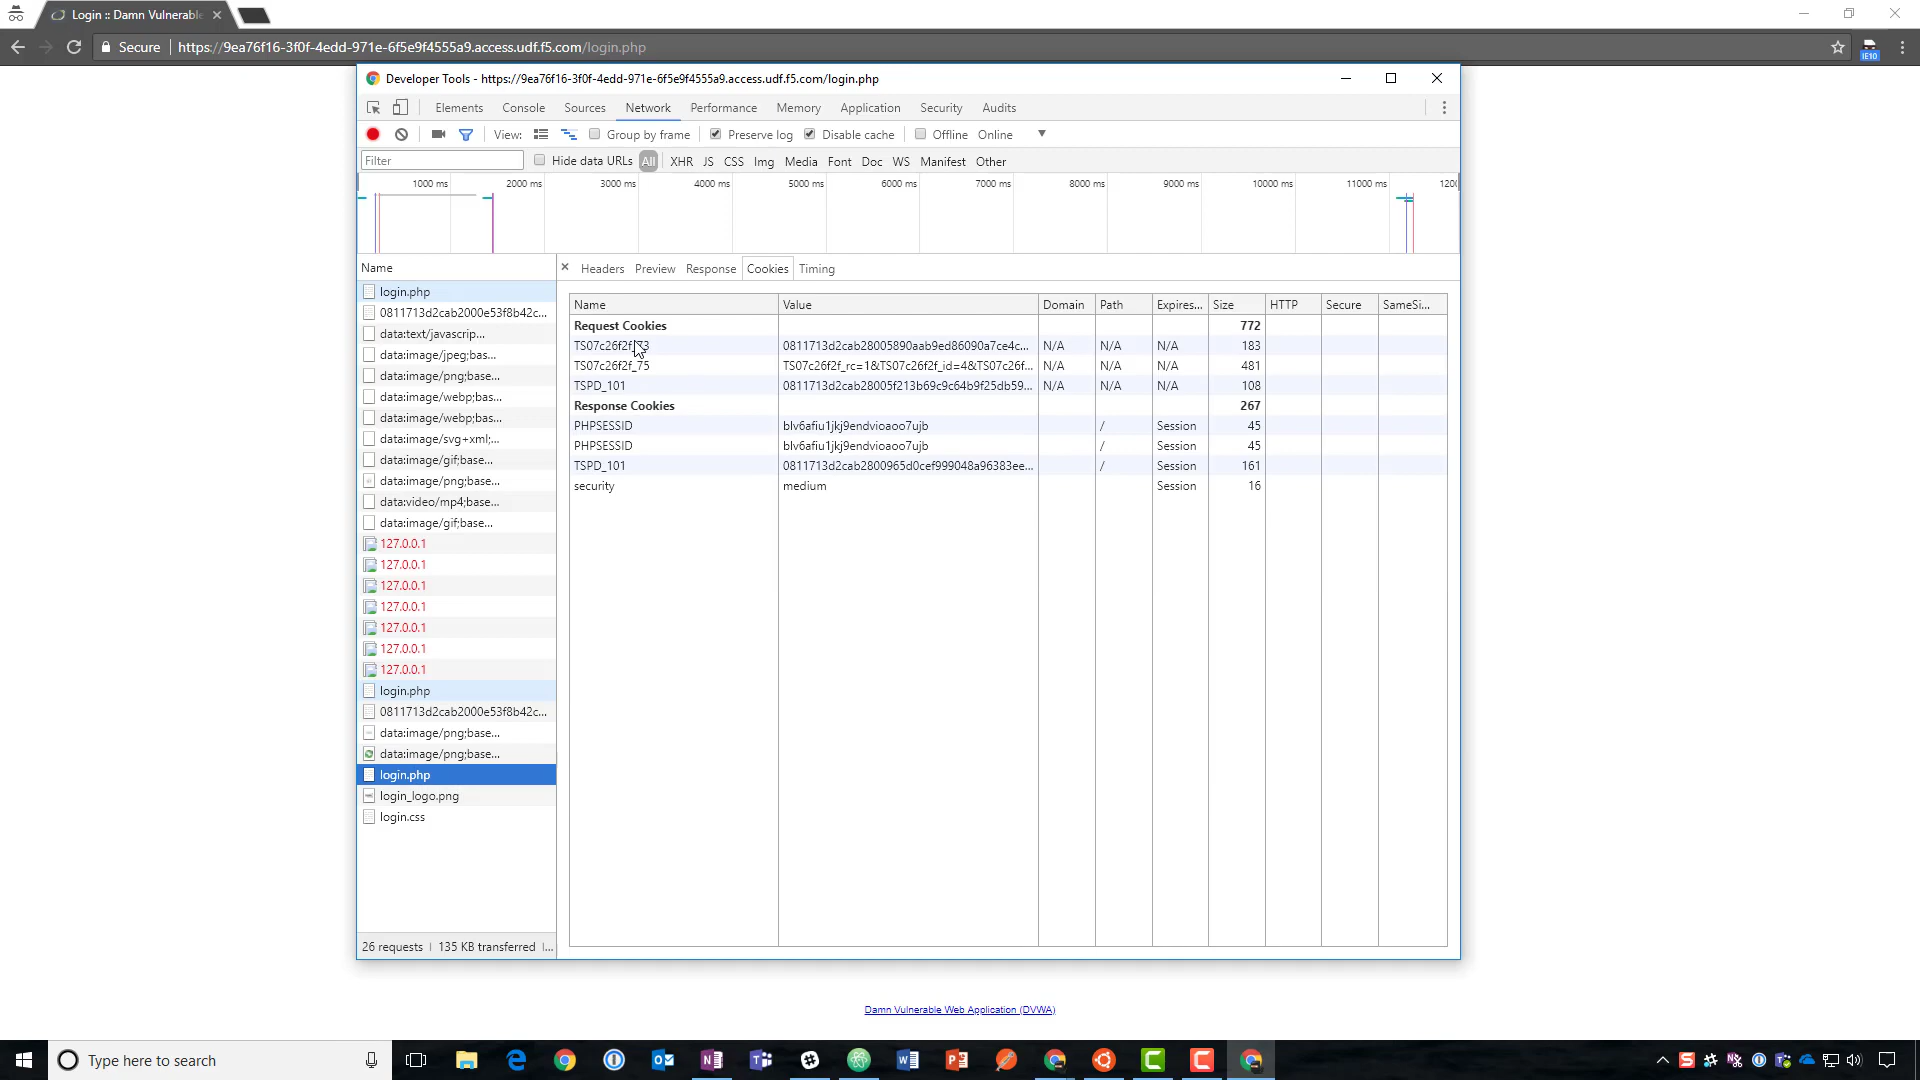 Login :: Damn Vulnerable
Secure
https://9ea76f16-3f0f-4edd-971e-6f5e9f4555a9.access.udf.f5.com/login.php
IE10
Developer Tools - https://9ea76f16-3f0f-4edd-971e-6f5e9f4555a9.access.udf.f5.com/login.php
Elements Console Sources Network Performance Memory Application Security Audits
View: Group by frame Preserve log Disable cache Offline Online
Filter Hide data URLs All XHR JS CSS Img Media Font Doc WS Manifest Other
1000 ms 2000 ms 3000 ms 4000 ms 5000 ms 6000 ms 7000 ms 8000 ms 9000 ms 10000 ms 11000 ms 120
Name
login.php
0811713d2cab2000e53f8b42c...
data:text/javascrip...
data:image/jpeg;bas...
data:image/png;base...
data:image/webp;bas...
data:image/webp;bas...
data:image/svg+xml;...
data:image/gif;base...
data:image/png;base...
data:video/mp4;base...
data:image/gif;base...
127.0.0.1
127.0.0.1
127.0.0.1
127.0.0.1
127.0.0.1
127.0.0.1
127.0.0.1
login.php
0811713d2cab2000e53f8b42c...
data:image/png;base...
data:image/png;base...
login.php
login_logo.png
login.css
26 requests | 135 KB transferred | ...
Headers Preview Response Cookies Timing
Name Value Domain Path Expires... Size HTTP Secure SameSi...
Request Cookies 772
TS07c26f2f_73 0811713d2cab28005890aab9ed86090a7ce4c... N/A N/A N/A 183
TS07c26f2f_75 TS07c26f2f_rc=1&TS07c26f2f_id=4&TS07c26f... N/A N/A N/A 481
TSPD_101 0811713d2cab28005f213b69c9c64b9f25db59... N/A N/A N/A 108
Response Cookies 267
PHPSESSID blv6afiu1jkj9endvioaoo7ujb / Session 45
PHPSESSID blv6afiu1jkj9endvioaoo7ujb / Session 45
TSPD_101 0811713d2cab2800965d0cef999048a96383ee... / Session 161
security medium Session 16
Damn Vulnerable Web Application (DVWA)
Type here to search